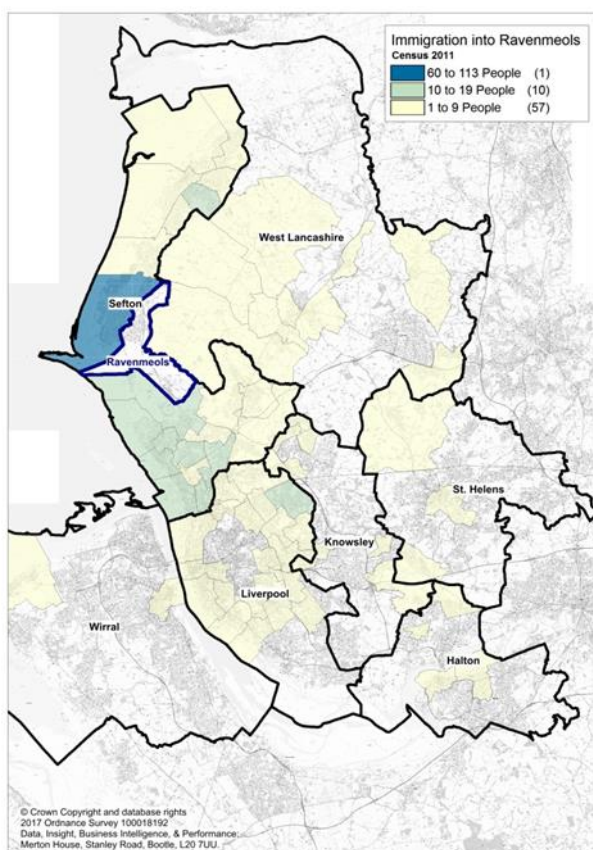 Immigration into Ravenmeols
Census 2011
60 to 113 People (1)
10 to 19 People (10)
1 to 9 People (57)
West Lancashire
Sefton
Ravenmeols
St. Helens
Knowsley
Liverpool
Wirral
Halton
© Crown Copyright and database rights
2017 Ordnance Survey 100018192
Data, Insight, Business Intelligence, & Performance:
Merton House, Stanley Road, Bootle, L20 7UU.